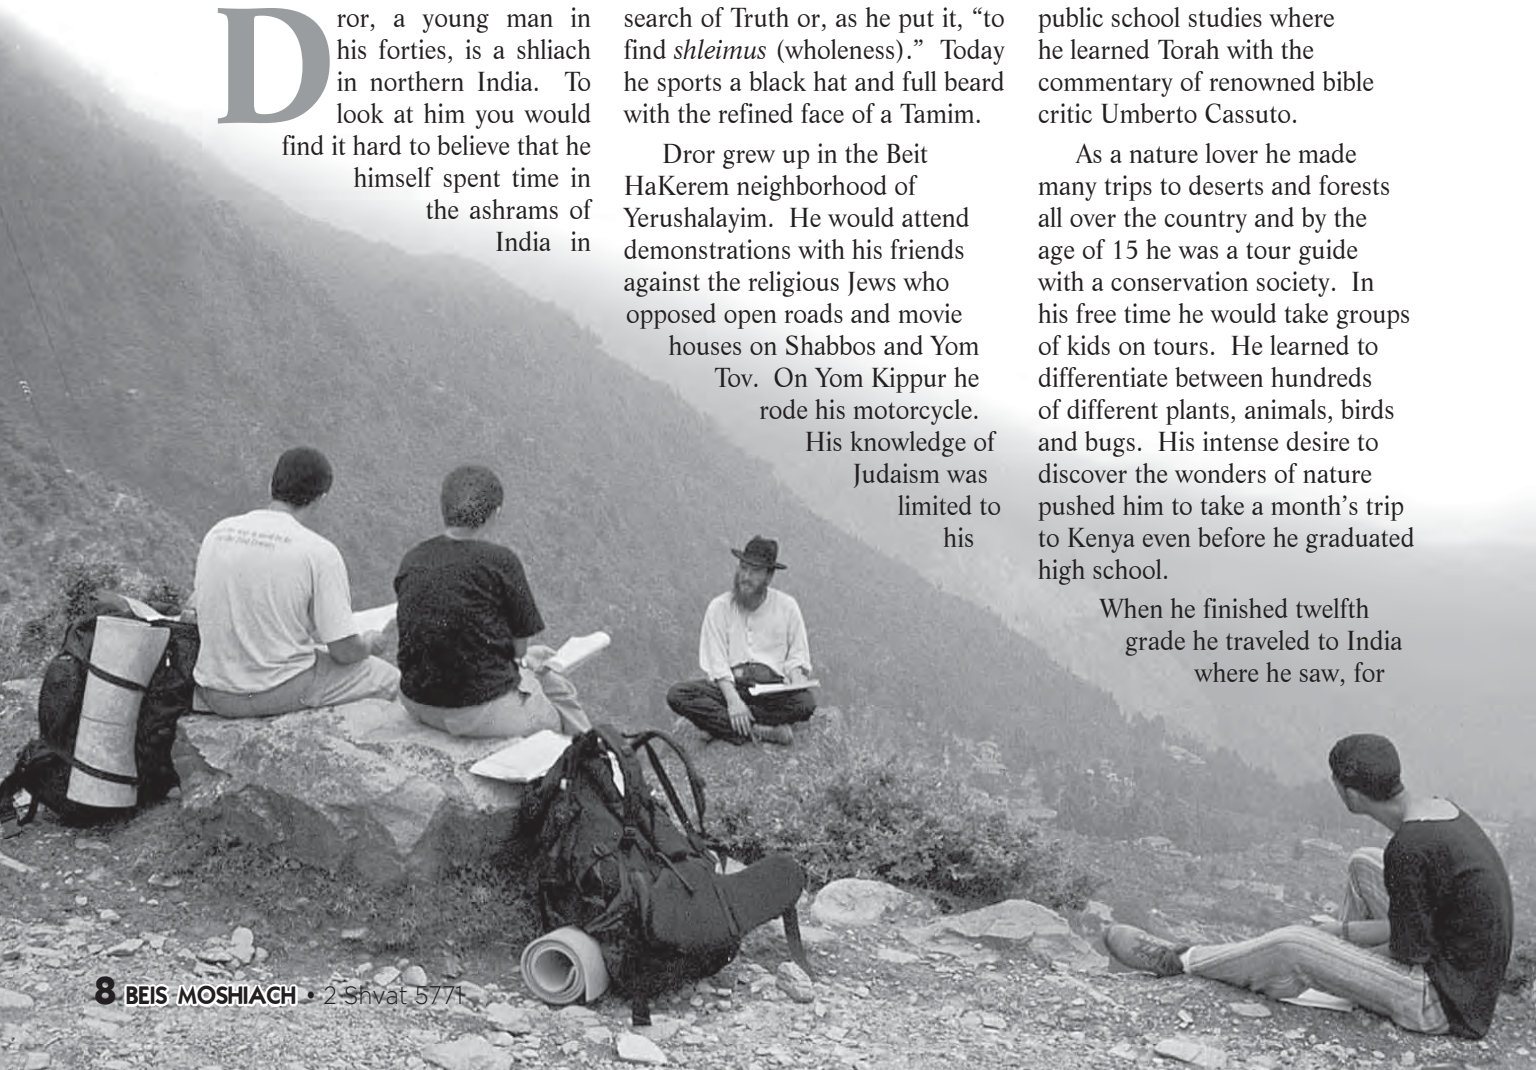 Dror, a young man in
his forties, is a shliach
in northern India. To
look at him you would
find it hard to believe that he
himself spent time in
the ashrams of
India in
search of Truth or, as he put it, “to
find shleimus (wholeness).” Today
he sports a black hat and full beard
with the refined face of a Tamim.
Dror grew up in the Beit
HaKerem neighborhood of
Yerushalayim. He would attend
demonstrations with his friends
against the religious Jews who
opposed open roads and movie
houses on Shabbos and Yom
Tov. On Yom Kippur he
rode his motorcycle.
His knowledge of
Judaism was
limited to
his
public school studies where
he learned Torah with the
commentary of renowned bible
critic Umberto Cassuto.
As a nature lover he made
many trips to deserts and forests
all over the country and by the
age of 15 he was a tour guide
with a conservation society. In
his free time he would take groups
of kids on tours. He learned to
differentiate between hundreds
of different plants, animals, birds
and bugs. His intense desire to
discover the wonders of nature
pushed him to take a month’s trip
to Kenya even before he graduated
high school.
When he finished twelfth
grade he traveled to India
where he saw, for
8 BEIS MOSHIACH • 2 Shvat 5771